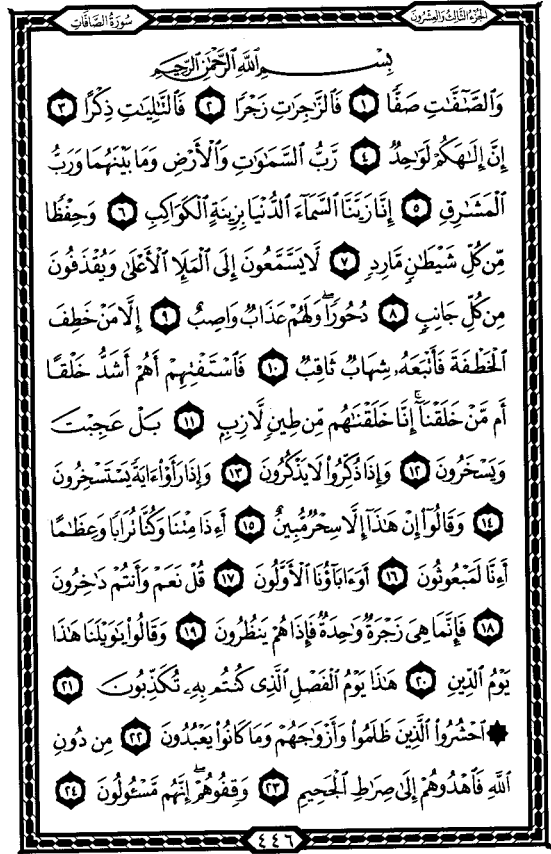 الجزء الثالث والعشرون
سورة الصافات
بِسْمِ اللَّهِ الرَّحْمَٰنِ الرَّحِيمِ
وَالصَّٰٓفَّٰتِ صَفًّا ١ فَالزَّٰجِرَٰتِ زَجْرًا ٢ فَالتَّٰلِيَٰتِ ذِكْرًا ٣
إِنَّ إِلَٰهَكُمْ لَوَٰحِدٌ ٤ رَّبُّ السَّمَٰوَٰتِ وَالْأَرْضِ وَمَا بَيْنَهُمَا وَرَبُّ
الْمَشَٰرِقِ ٥ إِنَّا زَيَّنَّا السَّمَآءَ الدُّنْيَا بِزِينَةٍ الْكَوَاكِبِ ٦ وَحِفْظًا
مِّن كُلِّ شَيْطَٰنٍ مَّارِدٍ ٧ لَّا يَسَّمَّعُونَ إِلَى الْمَلَإِ الْأَعْلَىٰ وَيُقْذَفُونَ
مِن كُلِّ جَانِبٍ ٨ دُحُورًا ۖ وَلَهُمْ عَذَابٌ وَاصِبٌ ٩ إِلَّا مَنْ خَطِفَ
الْخَطْفَةَ فَأَتْبَعَهُۥ شِهَابٌ ثَاقِبٌ ١٠ فَاسْتَفْتِهِمْ أَهُمْ أَشَدُّ خَلْقًا
أَم مَّنْ خَلَقْنَآ ۚ إِنَّا خَلَقْنَٰهُم مِّن طِينٍ لَّازِبٍ ١١ بَلْ عَجِبْتَ
وَيَسْخَرُونَ ١٢ وَإِذَا ذُكِّرُوا۟ لَا يَذْكُرُونَ ١٣ وَإِذَا رَأَوْا۟ ءَايَةً يَسْتَسْخِرُونَ
١٤ وَقَالُوٓا۟ إِنْ هَٰذَآ إِلَّا سِحْرٌ مُّبِينٌ ١٥ أَءِذَا مِتْنَا وَكُنَّا تُرَابًا وَعِظَٰمًا
أَءِنَّا لَمَبْعُوثُونَ ١٦ أَوَءَابَآؤُنَا الْأَوَّلُونَ ١٧ قُلْ نَعَمْ وَأَنتُمْ دَٰخِرُونَ
١٨ فَإِنَّمَا هِىَ زَجْرَةٌ وَٰحِدَةٌ فَإِذَا هُمْ يَنظُرُونَ ١٩ وَقَالُوا۟ يَٰوَيْلَنَا هَٰذَا
يَوْمُ الدِّينِ ٢٠ هَٰذَا يَوْمُ الْفَصْلِ الَّذِى كُنتُم بِهِۦ تُكَذِّبُونَ ٢١
۞ احْشُرُوا۟ الَّذِينَ ظَلَمُوا۟ وَأَزْوَٰجَهُمْ وَمَا كَانُوا۟ يَعْبُدُونَ ٢٢ مِن دُونِ
اللَّهِ فَاهْدُوهُمْ إِلَىٰ صِرَٰطِ الْجَحِيمِ ٢٣ وَقِفُوهُمْ ۖ إِنَّهُم مَّسْـُٔولُونَ ٢٤
٤٤٦